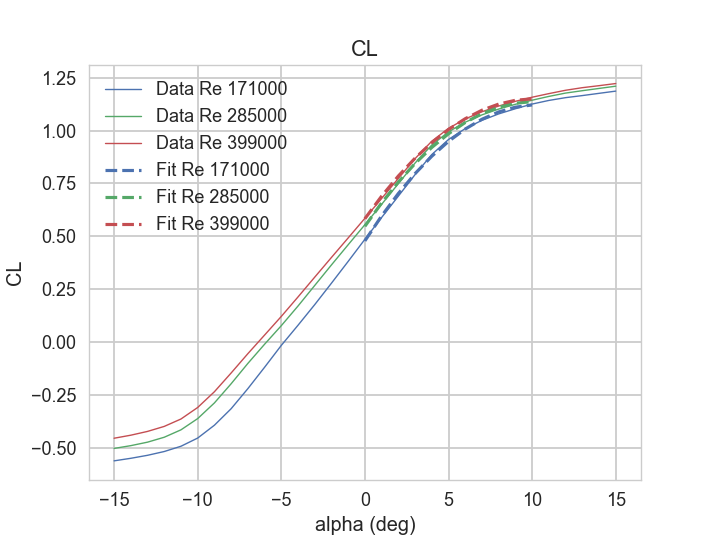 CL
1.25
1.00
0.75
0.50
0.25
0.00
−0.25
−0.50
CL
Data Re 171000
Data Re 285000
Data Re 399000
Fit Re 171000
Fit Re 285000
Fit Re 399000
−15
−10
−5
0
5
10
15
alpha (deg)